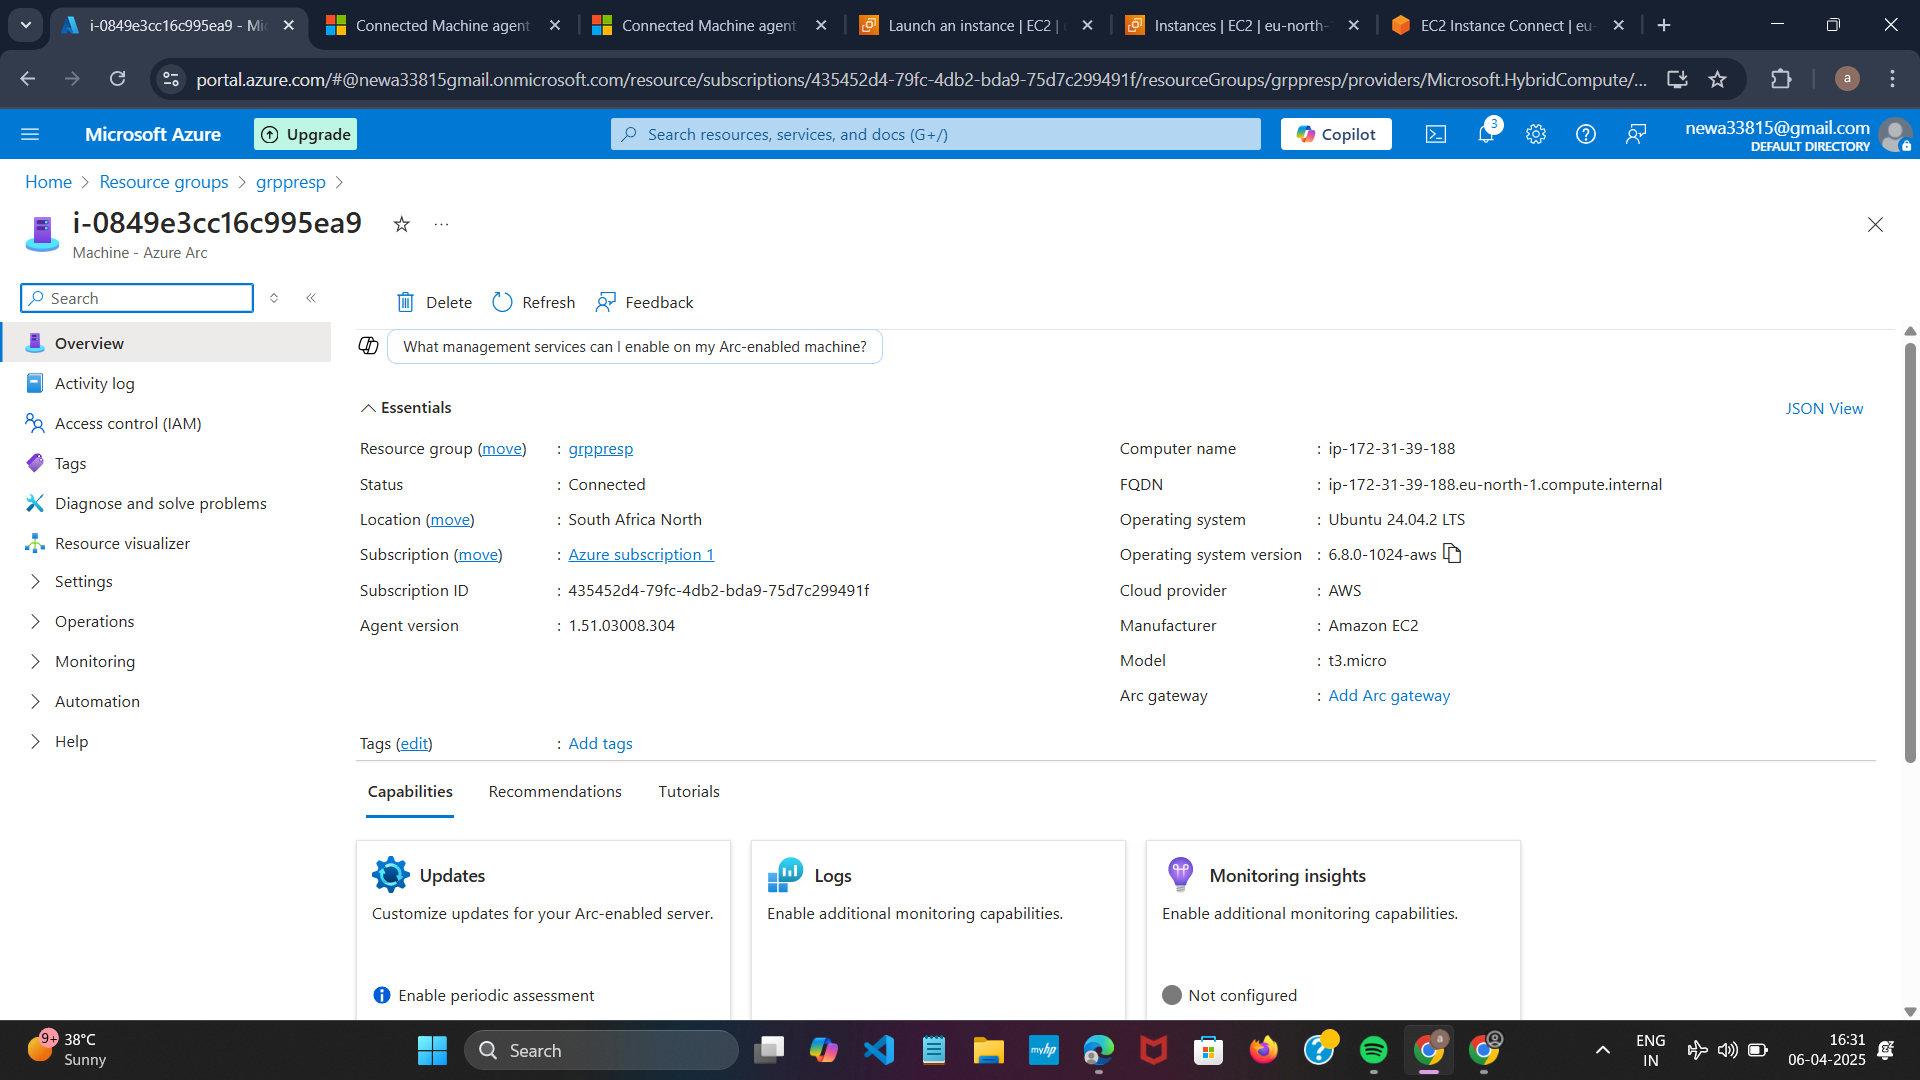 i-0849e3cc16c995ea9 - Mic
Connected Machine agent
Connected Machine agent
Launch an instance | EC2 |
Instances | EC2 | eu-north-
EC2 Instance Connect | eu-
portal.azure.com/#@newa33815gmail.onmicrosoft.com/resource/subscriptions/435452d4-79fc-4db2-bda9-75d7c299491f/resourceGroups/grppresp/providers/Microsoft.HybridCompute/...
a
Microsoft Azure
Upgrade
Search resources, services, and docs (G+/)
Copilot
3
newa33815@gmail.com
DEFAULT DIRECTORY
Home > Resource groups > grppresp >
i-0849e3cc16c995ea9
Machine - Azure Arc
Search
Delete
Refresh
Feedback
Overview
Activity log
Access control (IAM)
Tags
Diagnose and solve problems
Resource visualizer
Settings
Operations
Monitoring
Automation
Help
What management services can I enable on my Arc-enabled machine?
Essentials
JSON View
Resource group (move) : grppresp
Status : Connected
Location (move) : South Africa North
Subscription (move) : Azure subscription 1
Subscription ID : 435452d4-79fc-4db2-bda9-75d7c299491f
Agent version : 1.51.03008.304
Computer name : ip-172-31-39-188
FQDN : ip-172-31-39-188.eu-north-1.compute.internal
Operating system : Ubuntu 24.04.2 LTS
Operating system version : 6.8.0-1024-aws
Cloud provider : AWS
Manufacturer : Amazon EC2
Model : t3.micro
Arc gateway : Add Arc gateway
Tags (edit) : Add tags
Capabilities
Recommendations
Tutorials
Updates
Customize updates for your Arc-enabled server.
Enable periodic assessment
Logs
Enable additional monitoring capabilities.
Monitoring insights
Enable additional monitoring capabilities.
Not configured
9+
38°C
Sunny
Search
myhp
a
ENG
IN
16:31
06-04-2025